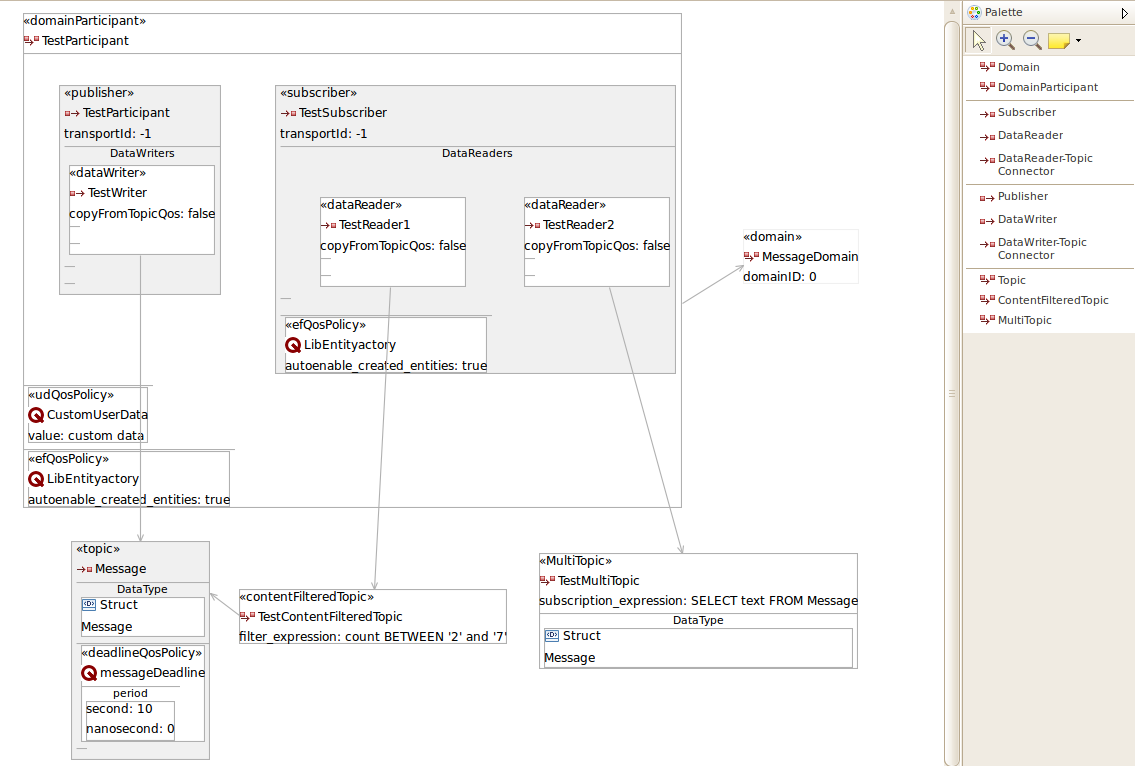 «domainParticipant»
TestParticipant
«publisher»
TestParticipant
transportId: -1
DataWriters
«dataWriter»
TestWriter
copyFromTopicQos: false
«subscriber»
TestSubscriber
transportId: -1
DataReaders
«dataReader»
TestReader1
copyFromTopicQos: false
«dataReader»
TestReader2
copyFromTopicQos: false
«efQosPolicy»
LibEntityactory
autoenable_created_entities: true
«domain»
MessageDomain
domainID: 0
«udQosPolicy»
CustomUserData
value: custom data
«efQosPolicy»
LibEntityactory
autoenable_created_entities: true
«topic»
Message
DataType
Struct
Message
«deadlineQosPolicy»
messageDeadline
period
second: 10
nanosecond: 0
«contentFilteredTopic»
TestContentFilteredTopic
filter_expression: count BETWEEN '2' and '7'
«MultiTopic»
TestMultiTopic
subscription_expression: SELECT text FROM Message
DataType
Struct
Message
Palette
Domain
DomainParticipant
Subscriber
DataReader
DataReader-Topic
Connector
Publisher
DataWriter
DataWriter-Topic
Connector
Topic
ContentFilteredTopic
MultiTopic